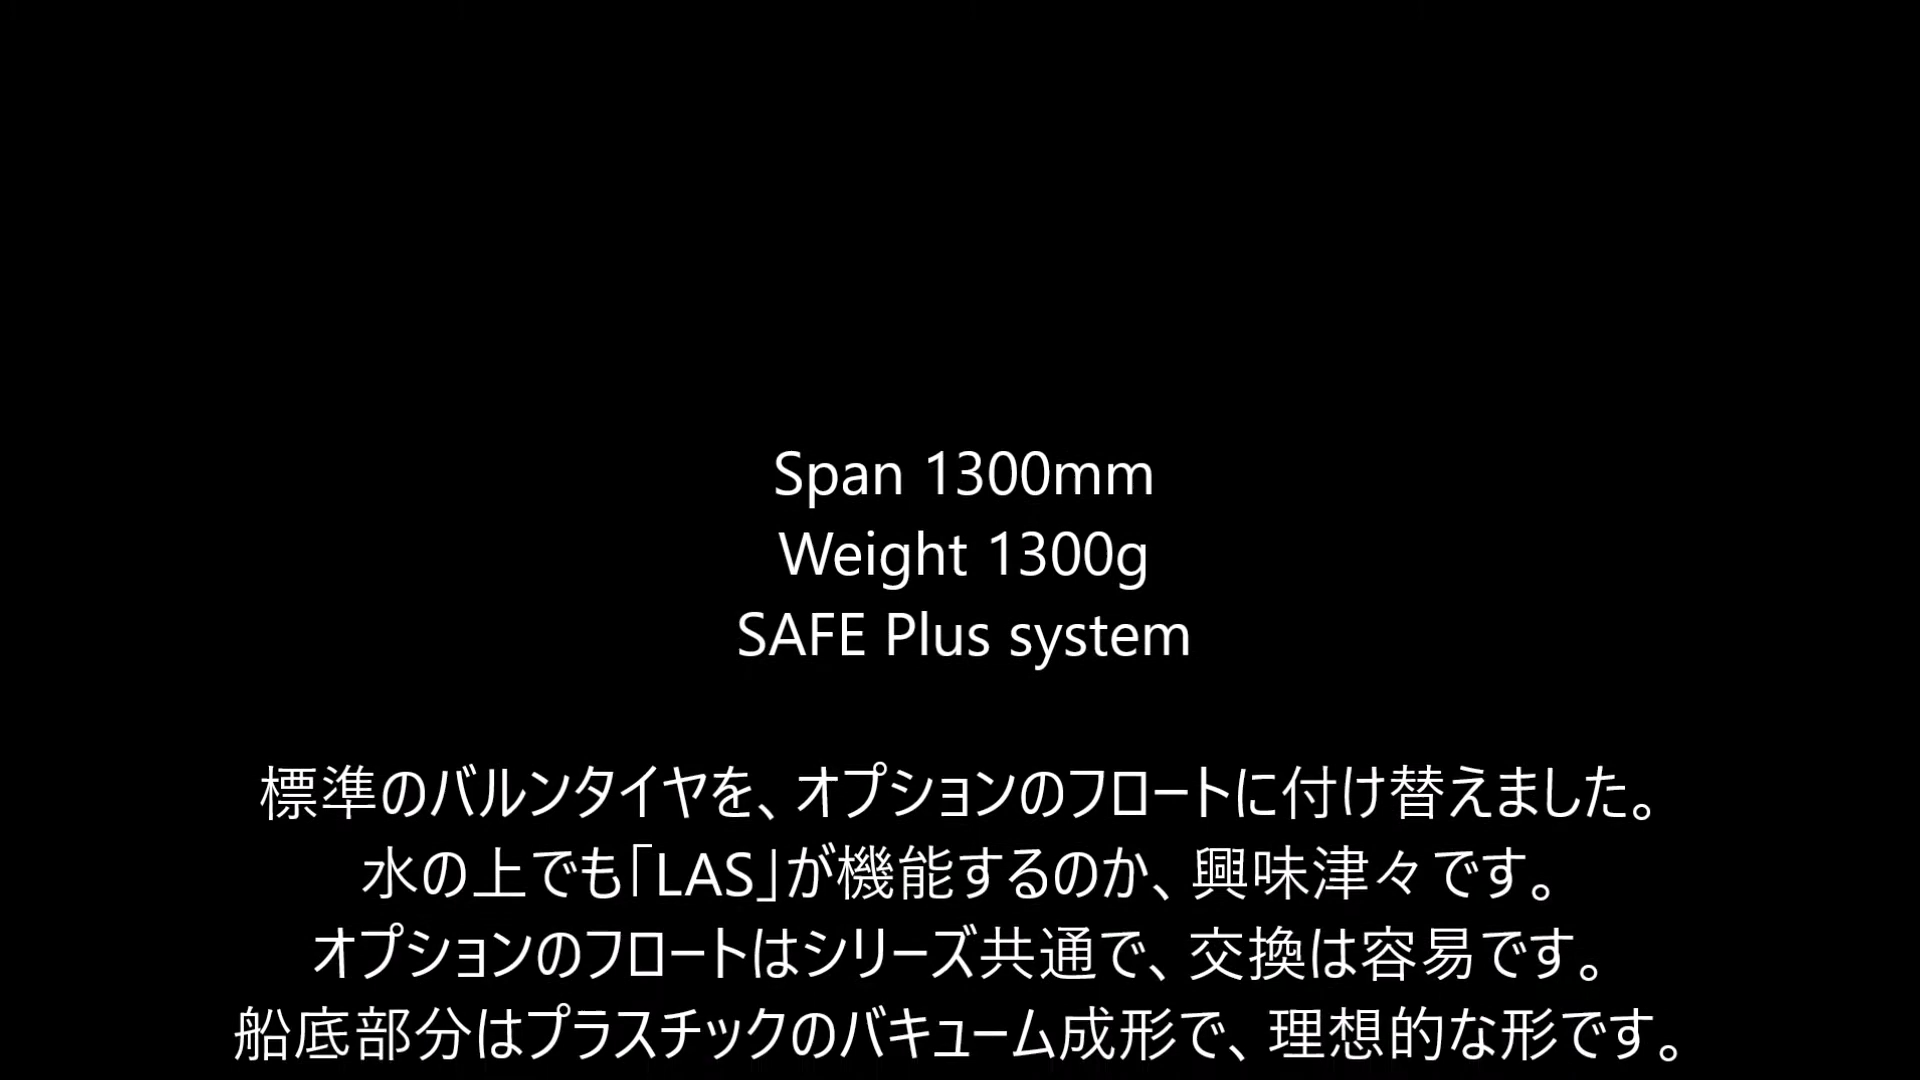 Span 1300mm
Weight 1300g
SAFE Plus system
標準のバルンタイヤを、オプションのフロートに付け替えました。
水の上でも「LAS」が機能するのか、興味津々です。
オプションのフロートはシリーズ共通で、交換は容易です。
船底部分はプラスチックのバキューム成形で、理想的な形です。